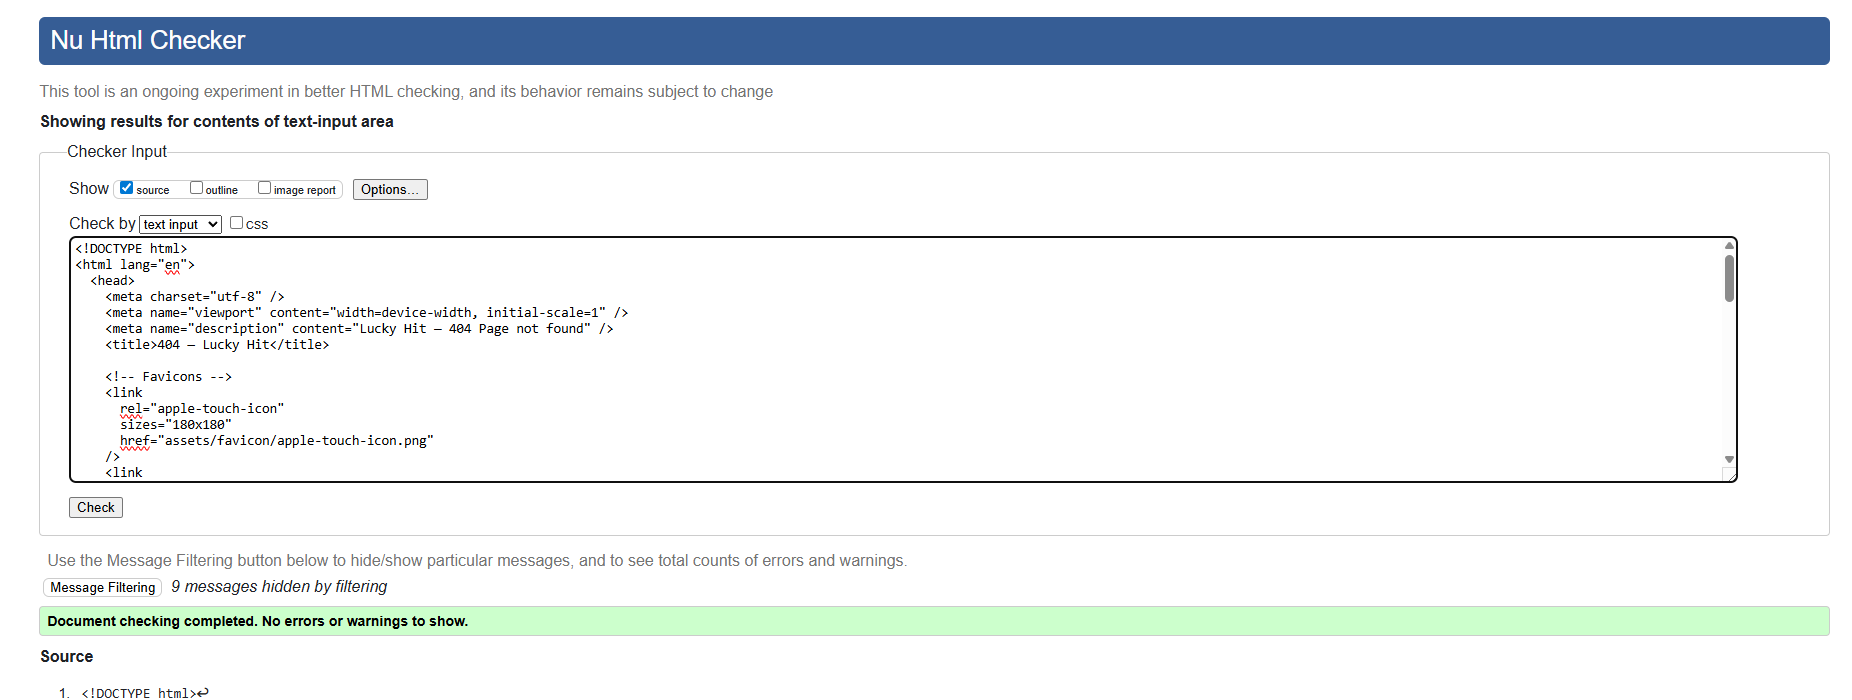 Nu Html Checker
This tool is an ongoing experiment in better HTML checking, and its behavior remains subject to change
Showing results for contents of text-input area
Checker Input
Show source outline image report Options...
Check by text input css
<!DOCTYPE html>
<html lang="en">
<head>
<meta charset="utf-8" />
<meta name="viewport" content="width=device-width, initial-scale=1" />
<meta name="description" content="Lucky Hit — 404 Page not found" />
<title>404 — Lucky Hit</title>
<!-- Favicons -->
<link
rel="apple-touch-icon"
sizes="180x180"
href="assets/favicon/apple-touch-icon.png"
/>
<link
Check
Use the Message Filtering button below to hide/show particular messages, and to see total counts of errors and warnings.
Message Filtering 9 messages hidden by filtering
Document checking completed. No errors or warnings to show.
Source
1. <!DOCTYPE html>↩